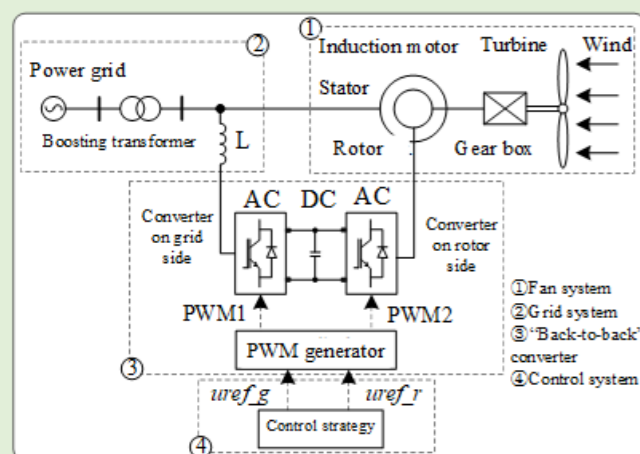 ①
②
Induction motor
Turbine
Wind
Power grid
Stator
Boosting transformer
L
Rotor
Gear box
AC
DC
AC
Converter
on grid
side
Converter
on rotor
side
PWM1
PWM2
PWM generator
③
uref_g
uref_r
Control strategy
④
①Fan system
②Grid system
③“Back-to-back”
converter
④Control system